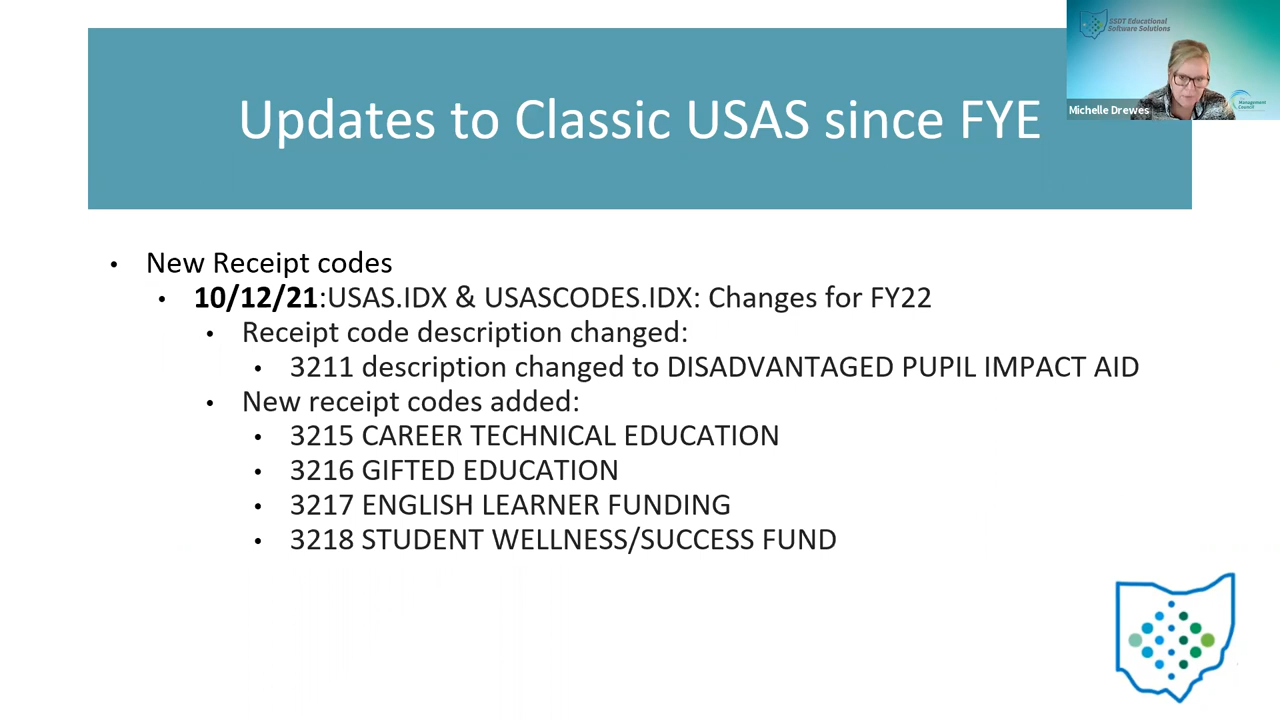 SSDT Educational
Software Solutions
Management
Council
Michelle Drewes
Updates to Classic USAS since FYE
• New Receipt codes
• 10/12/21:USAS.IDX & USASCODES.IDX: Changes for FY22
• Receipt code description changed:
• 3211 description changed to DISADVANTAGED PUPIL IMPACT AID
• New receipt codes added:
• 3215 CAREER TECHNICAL EDUCATION
• 3216 GIFTED EDUCATION
• 3217 ENGLISH LEARNER FUNDING
• 3218 STUDENT WELLNESS/SUCCESS FUND